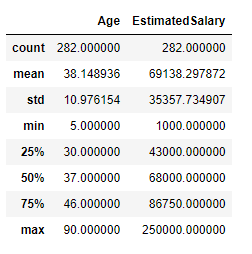 Age EstimatedSalary
count 282.000000 282.000000
mean 38.148936 69138.297872
std 10.976154 35357.734907
min 5.000000 1000.000000
25% 30.000000 43000.000000
50% 37.000000 68000.000000
75% 46.000000 86750.000000
max 90.000000 250000.000000